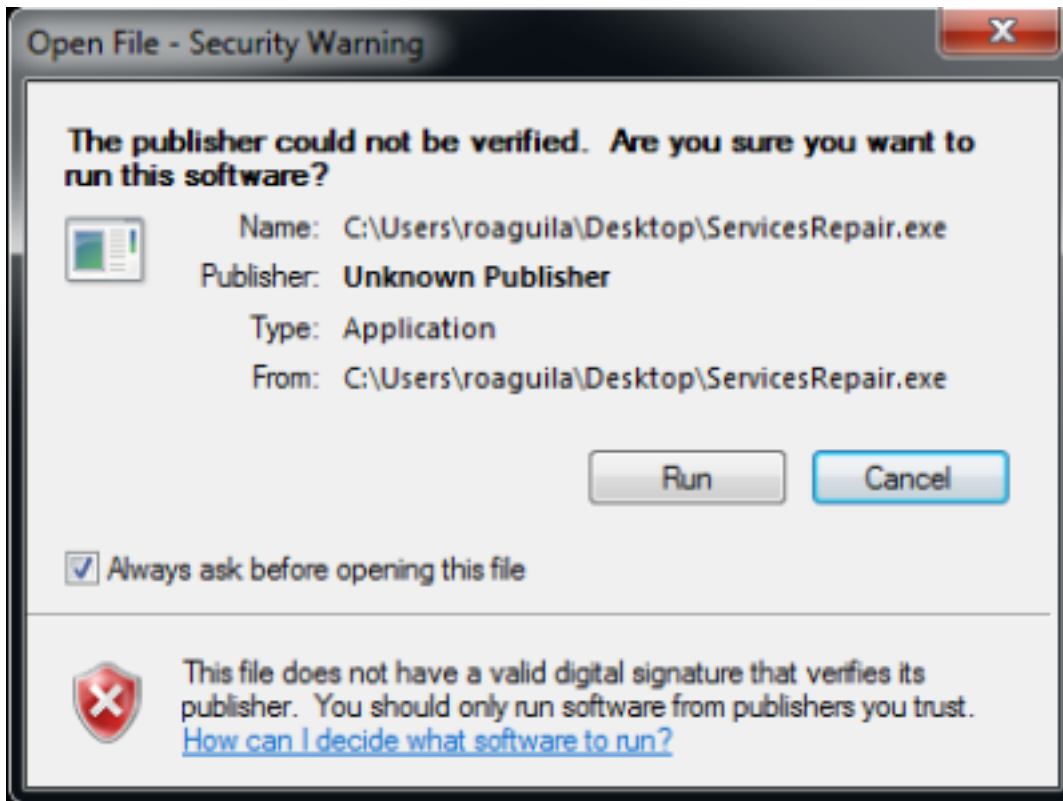 Open File - Security Warning
The publisher could not be verified. Are you sure you want to
run this software?
Name: C:\Users\roaguila\Desktop\ServicesRepair.exe
Publisher: Unknown Publisher
Type: Application
From: C:\Users\roaguila\Desktop\ServicesRepair.exe
Run Cancel
Always ask before opening this file
This file does not have a valid digital signature that verifies its
publisher. You should only run software from publishers you trust.
How can I decide what software to run?